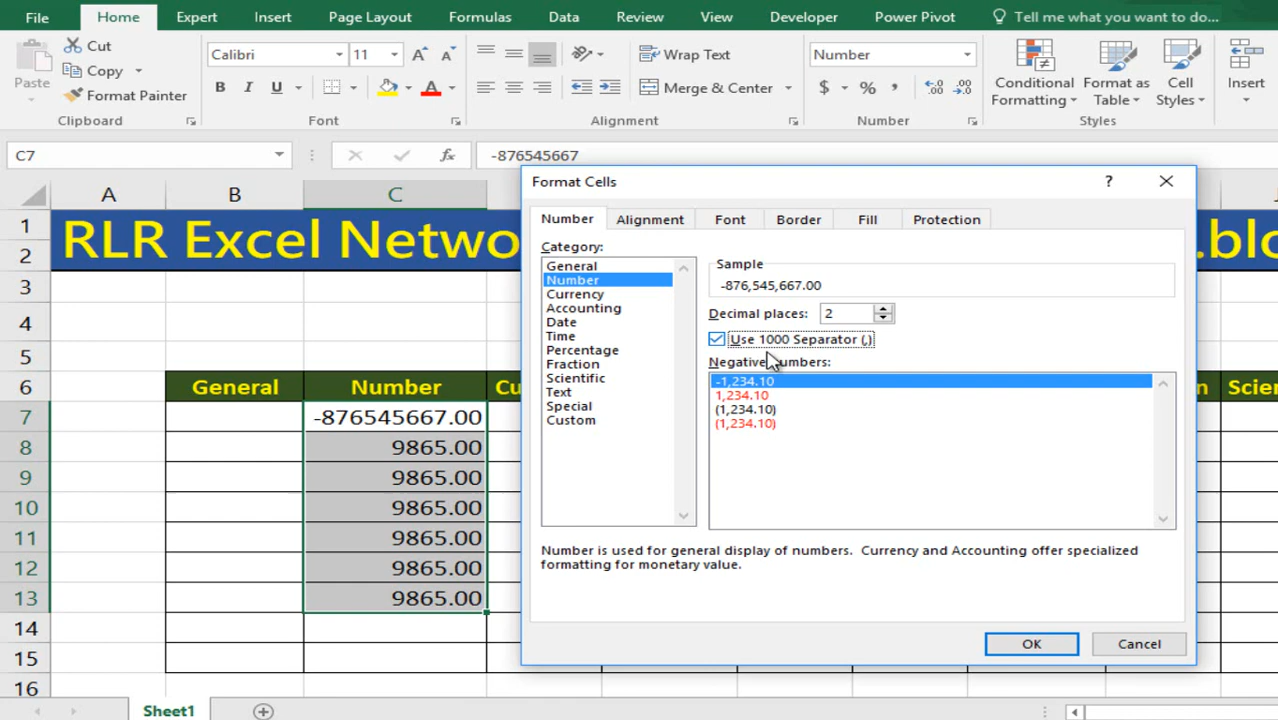 File Home Expert Insert Page Layout Formulas Data Review View Developer Power Pivot Tell me what you want to do...
Paste Cut Copy Format Painter
Calibri 11 A A
B I U A
Wrap Text
Merge & Center
Number
$ % , .00 .0
Conditional Formatting
Format as Table
Cell Styles
Insert
Clipboard Font Alignment Number Styles
C7 fx -876545667
A B C
1 RLR Excel Netwo .blo
2
3
4
5
6 General Number Cu n Scien
7 -876545667.00
8 9865.00
9 9865.00
10 9865.00
11 9865.00
12 9865.00
13 9865.00
14
15
16
Sheet1
Format Cells ?
Number Alignment Font Border Fill Protection
Category:
General
Number
Currency
Accounting
Date
Time
Percentage
Fraction
Scientific
Text
Special
Custom
Sample
-876,545,667.00
Decimal places: 2
Use 1000 Separator (,)
Negative numbers:
-1,234.10
1,234.10
(1,234.10)
(1,234.10)
Number is used for general display of numbers. Currency and Accounting offer specialized
formatting for monetary value.
OK Cancel